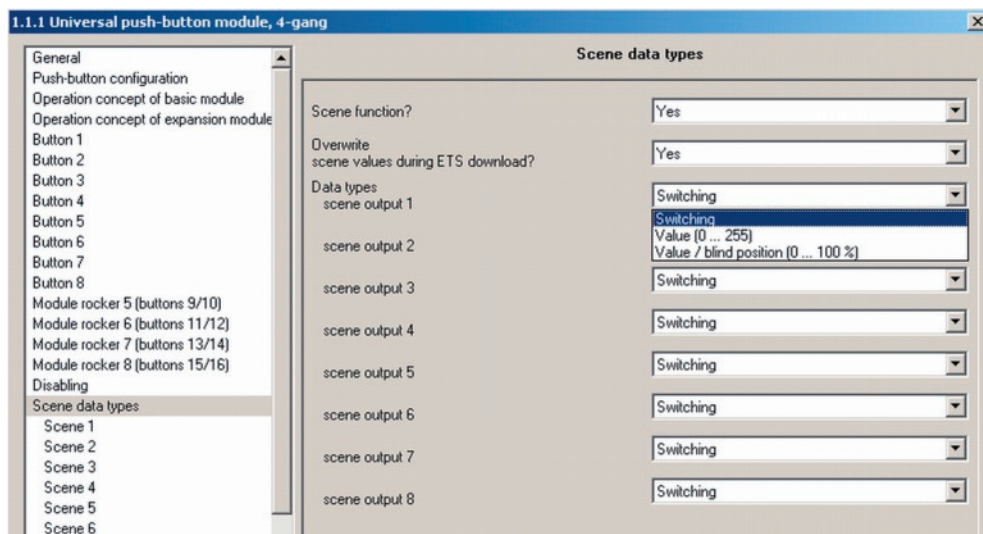 1.1.1 Universal push-button module, 4-gang
General
Push-button configuration
Operation concept of basic module
Operation concept of expansion module
Button 1
Button 2
Button 3
Button 4
Button 5
Button 6
Button 7
Button 8
Module rocker 5 (buttons 9/10)
Module rocker 6 (buttons 11/12)
Module rocker 7 (buttons 13/14)
Module rocker 8 (buttons 15/16)
Disabling
Scene data types
Scene 1
Scene 2
Scene 3
Scene 4
Scene 5
Scene 6
Scene data types
Scene function?
Yes
Overwrite
scene values during ETS download?
Yes
Data types
scene output 1
Switching
Switching
Value (0 ... 255)
Value / blind position (0 ... 100 %)
scene output 2
scene output 3
Switching
scene output 4
Switching
scene output 5
Switching
scene output 6
Switching
scene output 7
Switching
scene output 8
Switching